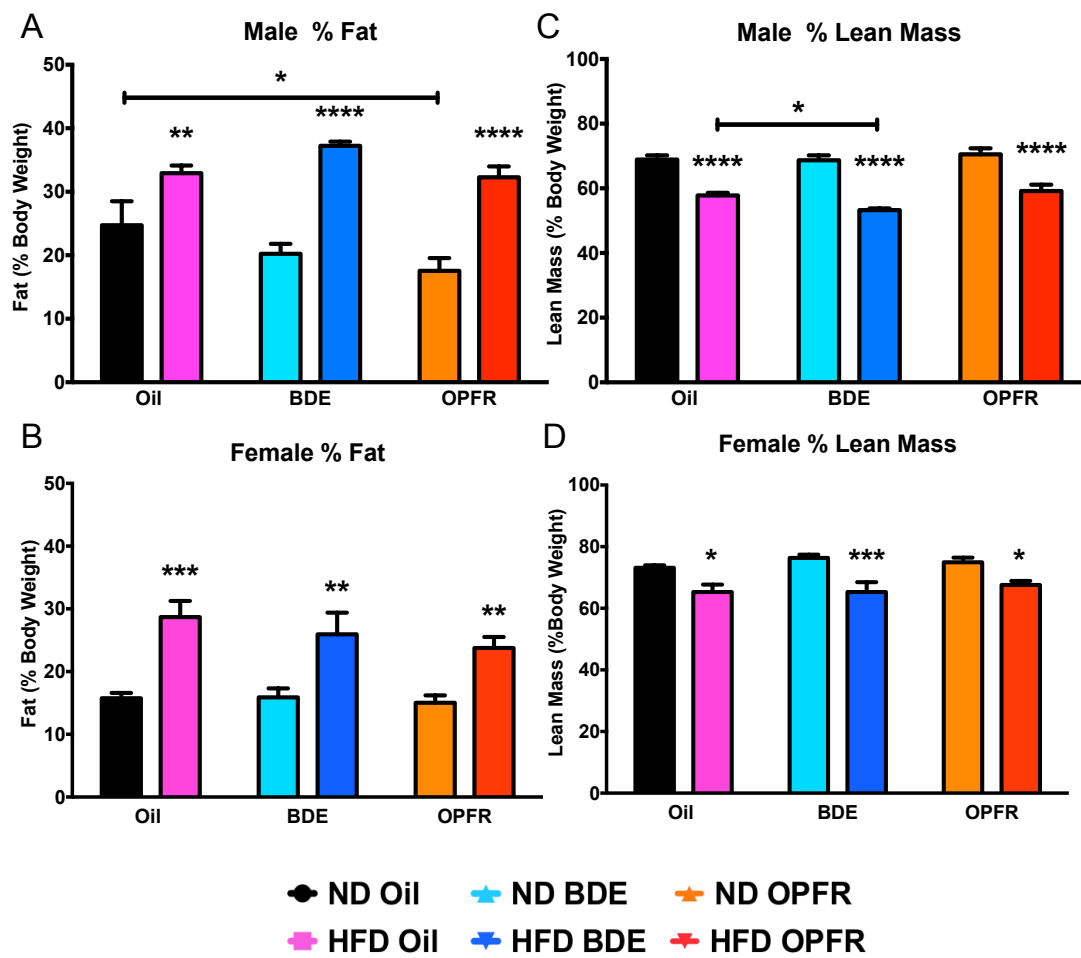 A
Male % Fat
Fat (% Body Weight)
50
40
30
20
10
0
*
**
****
****
Oil
BDE
OPFR
C
Male % Lean Mass
Lean Mass (% Body Weight)
100
80
60
40
20
0
*
****
****
****
Oil
BDE
OPFR
B
Female % Fat
Fat (% Body Weight)
50
40
30
20
10
0
***
**
**
Oil
BDE
OPFR
D
Female % Lean Mass
Lean Mass (%Body Weight)
100
80
60
40
20
0
*
***
*
Oil
BDE
OPFR
ND Oil
ND BDE
ND OPFR
HFD Oil
HFD BDE
HFD OPFR